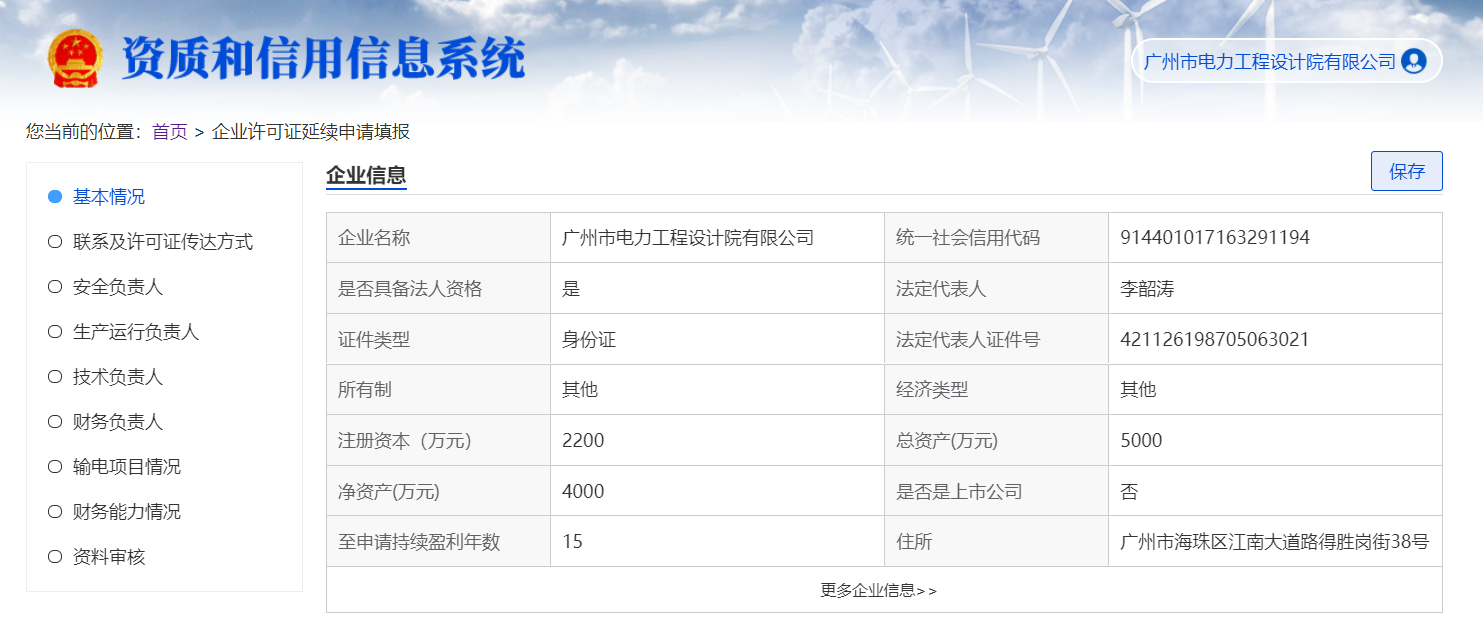 资质和信用信息系统
广州市电力工程设计院有限公司
您当前的位置：首页 > 企业许可证延续申请填报
基本情况
联系及许可证传达方式
安全负责人
生产运行负责人
技术负责人
财务负责人
输电项目情况
财务能力情况
资料审核
企业信息
保存
企业名称 广州市电力工程设计院有限公司 统一社会信用代码 914401017163291194
是否具备法人资格 是 法定代表人 李韶涛
证件类型 身份证 法定代表人证件号 421126198705063021
所有制 其他 经济类型 其他
注册资本（万元） 2200 总资产(万元) 5000
净资产(万元) 4000 是否是上市公司 否
至申请持续盈利年数 15 住所 广州市海珠区江南大道路得胜岗街38号
更多企业信息>>